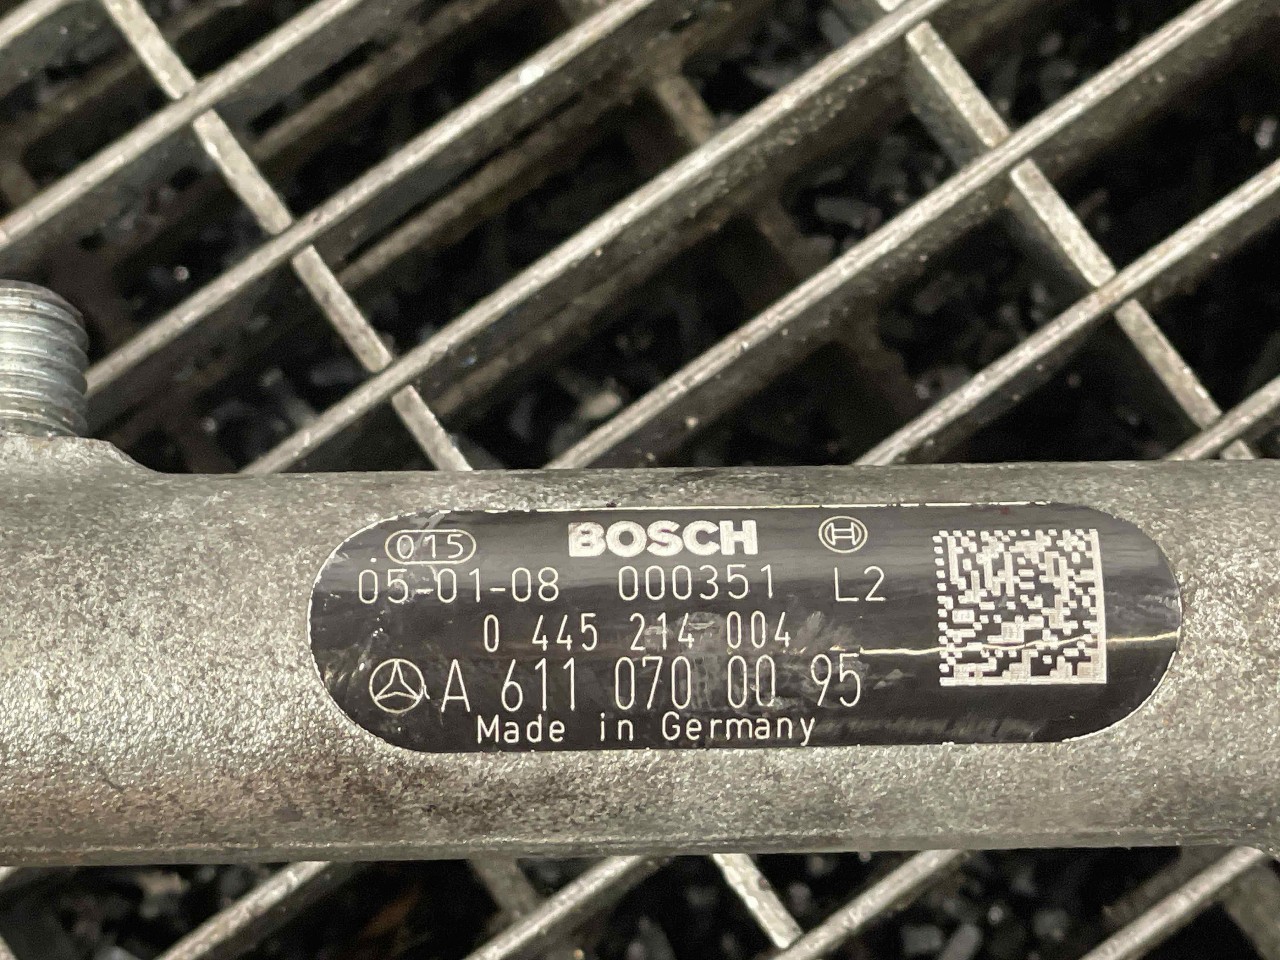 015 BOSCH
05-01-08 000351 L2
0 445 214 004
A 611 070 00 95
Made in Germany